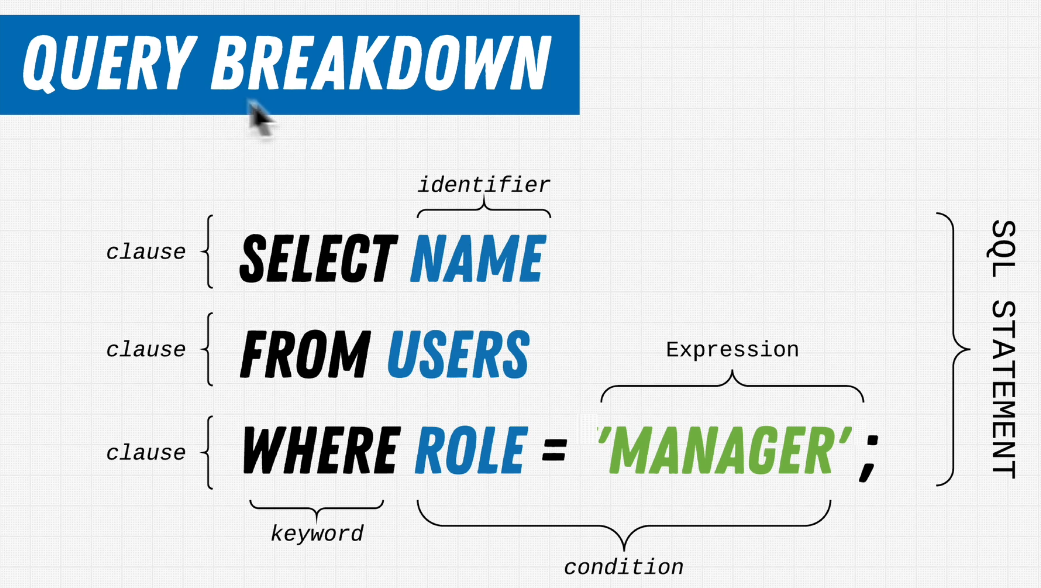 QUERY BREAKDOWN
identifier
clause SELECT NAME
clause FROM USERS
Expression
clause WHERE ROLE = 'MANAGER' ;
keyword
condition
SQL STATEMENT